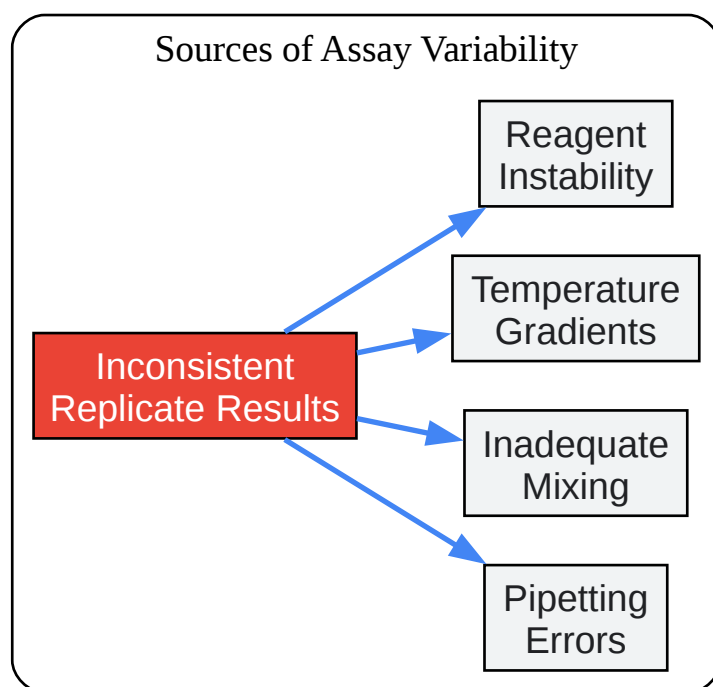 Sources of Assay Variability
Reagent
Instability
Temperature
Gradients
Inconsistent
Replicate Results
Inadequate
Mixing
Pipetting
Errors